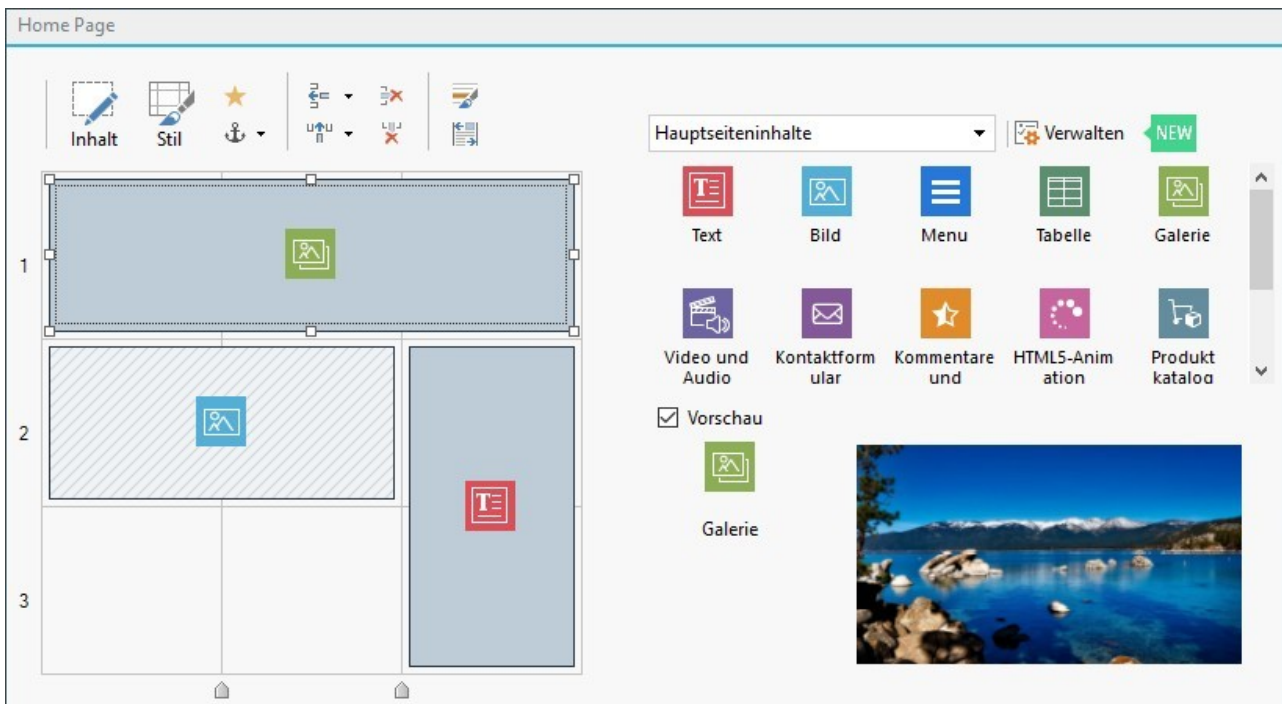 Home Page
Inhalt
Stil
Hauptseiteninhalte
Verwalten
NEW
Text
Bild
Menu
Tabelle
Galerie
Video und
Audio
Kontaktform
ular
Kommentare
und
HTML5-Anim
ation
Produkt
katalog
1
2
3
Vorschau
Galerie